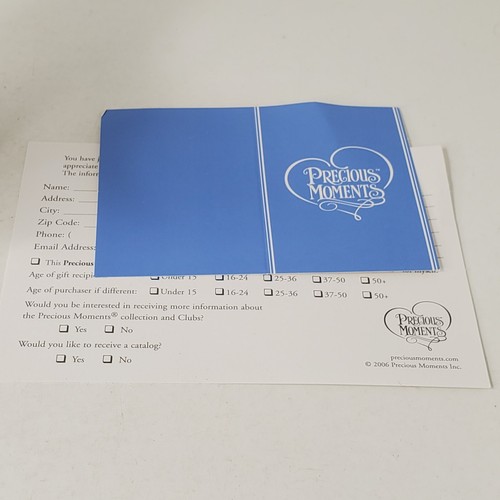 PRECIOUS
MOMENTS
You have
appreciate
The infor
Name:
Address:
City:
Zip Code:
Phone: (
Email Address:
This Precious
Age of gift recipie Under 15 16-24 25-36 37-50 50+
Age of purchaser if different: Under 15 16-24 25-36 37-50 50+
Would you be interested in receiving more information about
the Precious Moments® collection and Clubs?
Yes No
Would you like to receive a catalog?
Yes No
PRECIOUS
MOMENTS
preciousmoments.com
© 2006 Precious Moments Inc.